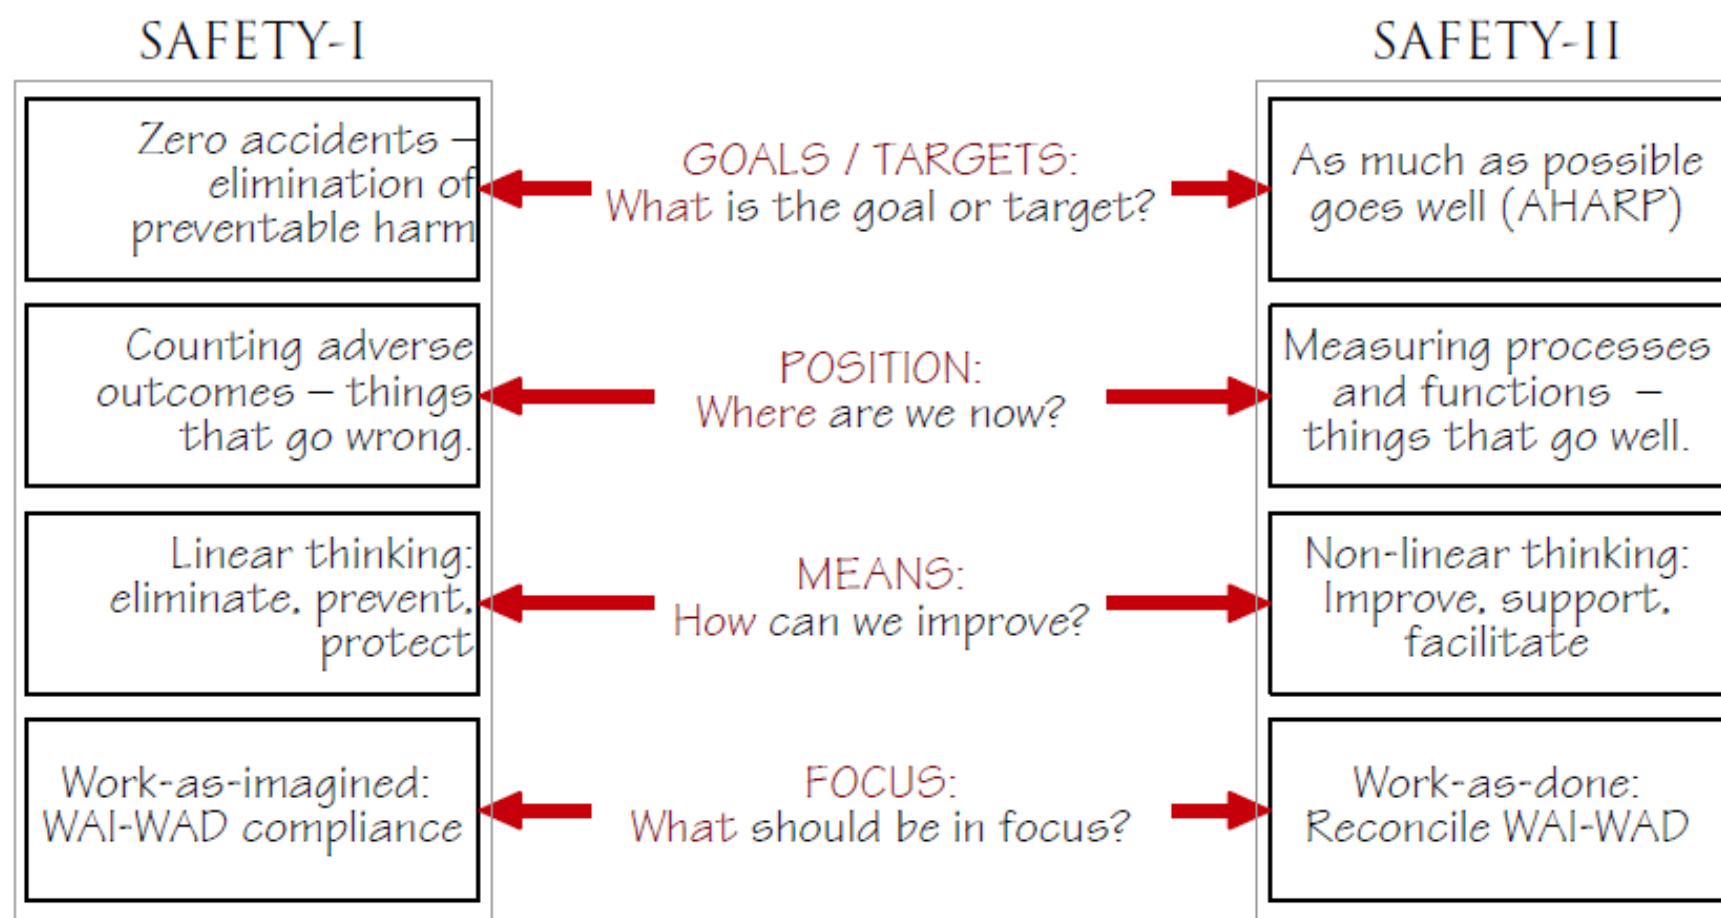 SAFETY-I
SAFETY-II
Zero accidents –
elimination of
preventable harm
GOALS / TARGETS:
What is the goal or target?
As much as possible
goes well (AHARP)
Counting adverse
outcomes – things
that go wrong.
POSITION:
Where are we now?
Measuring processes
and functions –
things that go well.
Linear thinking:
eliminate, prevent,
protect
MEANS:
How can we improve?
Non-linear thinking:
Improve, support,
facilitate
Work-as-imagined:
WAI-WAD compliance
FOCUS:
What should be in focus?
Work-as-done:
Reconcile WAI-WAD